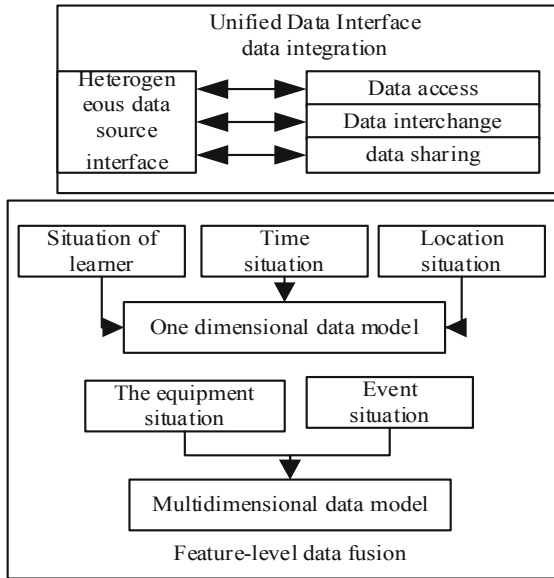 Unified Data Interface
data integration
Heterogen
eous data
source
interface
Data access
Data interchange
data sharing
Situation of
learner
Time
situation
Location
situation
One dimensional data model
The equipment
situation
Event
situation
Multidimensional data model
Feature-level data fusion